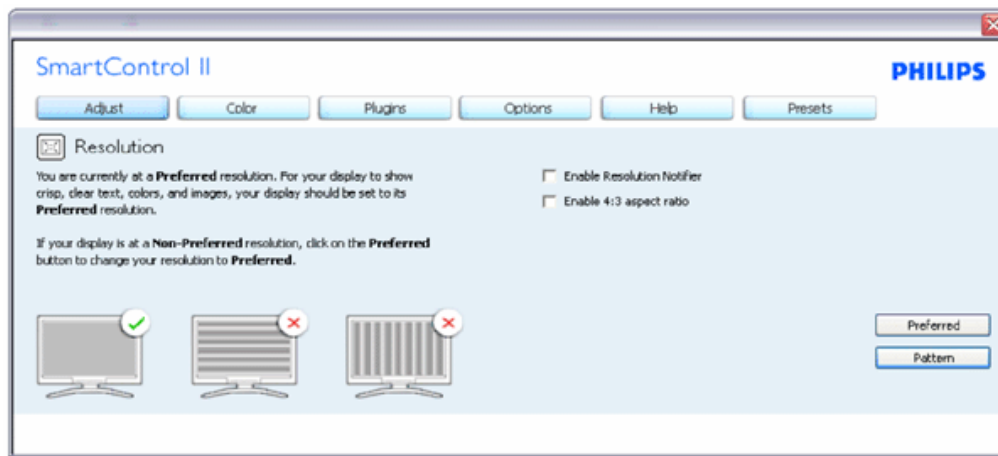 SmartControl II
PHILIPS
Adjust
Color
Plugins
Options
Help
Presets
Resolution
You are currently at a Preferred resolution. For your display to show
crisp, clear text, colors, and images, your display should be set to its
Preferred resolution.
If your display is at a Non-Preferred resolution, click on the Preferred
button to change your resolution to Preferred.
Enable Resolution Notifier
Enable 4:3 aspect ratio
Preferred
Pattern